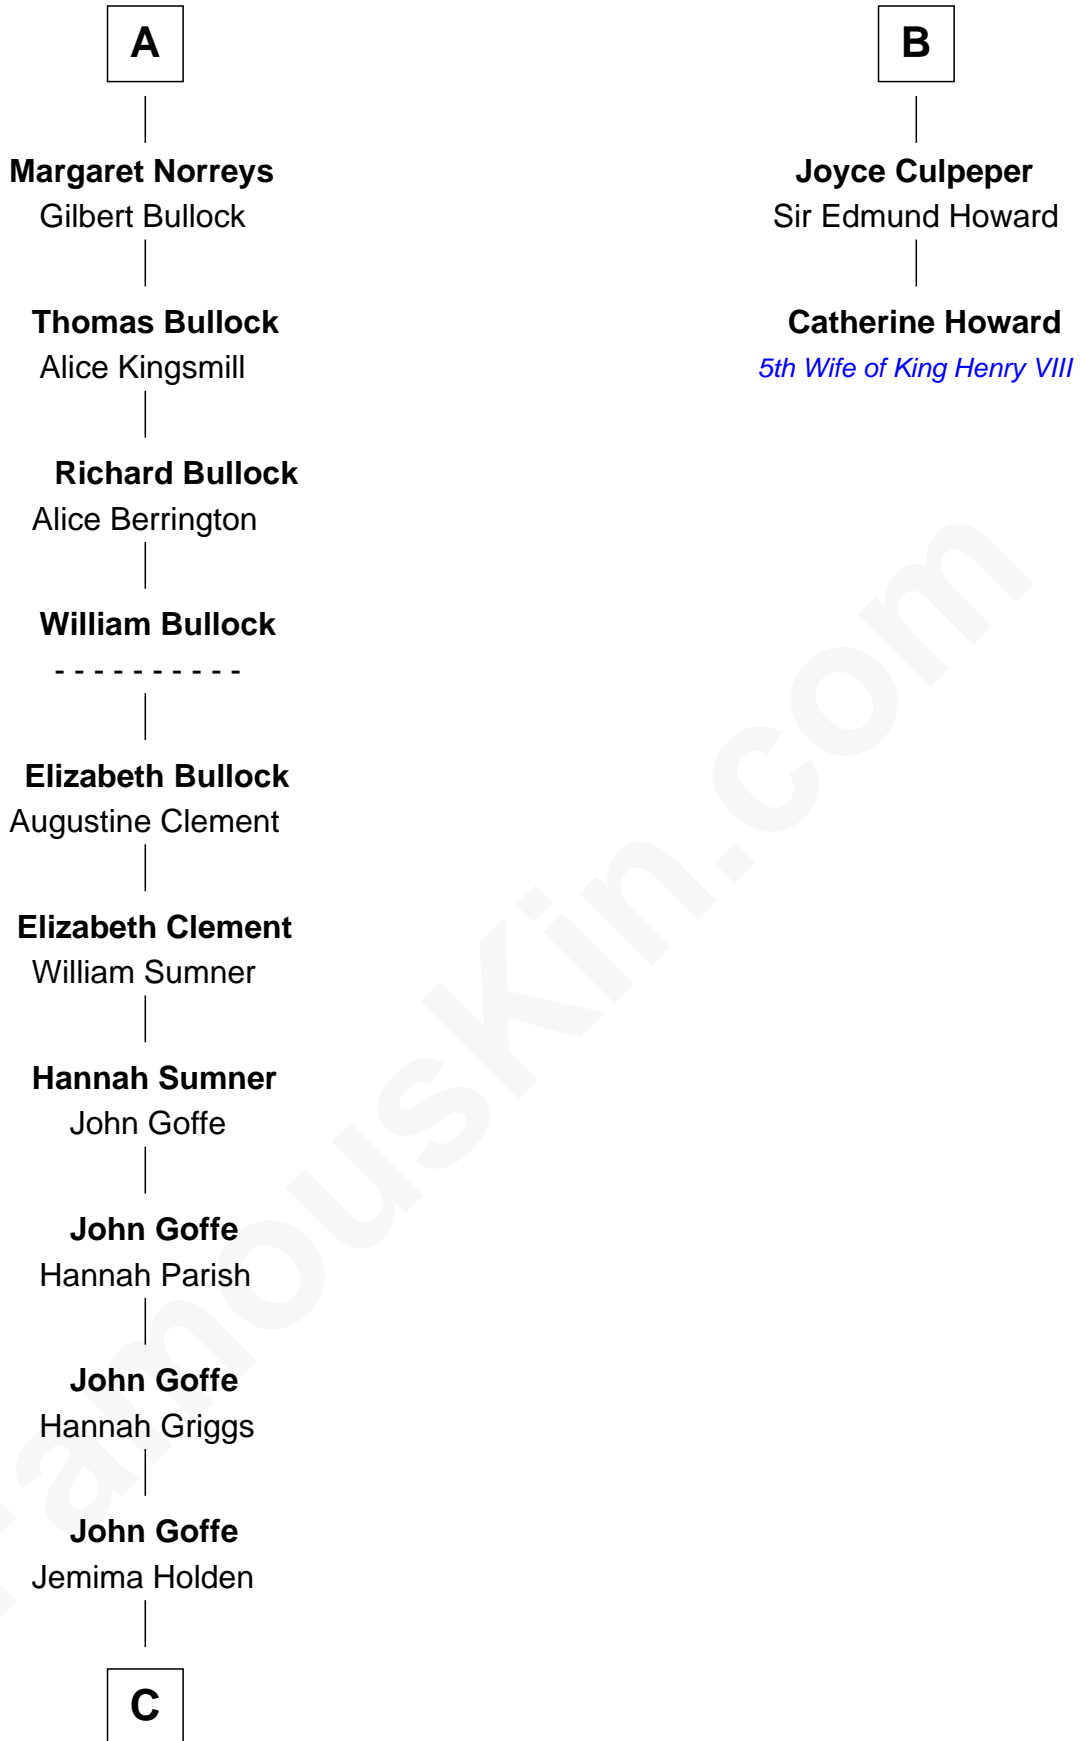 A
Margaret Norreys
Gilbert Bullock
Thomas Bullock
Alice Kingsmill
Richard Bullock
Alice Berrington
William Bullock
- - - - - - - - - -
Elizabeth Bullock
Augustine Clement
Elizabeth Clement
William Sumner
Hannah Sumner
John Goffe
John Goffe
Hannah Parish
John Goffe
Hannah Griggs
John Goffe
Jemima Holden
C
B
Joyce Culpeper
Sir Edmund Howard
Catherine Howard
5th Wife of King Henry VIII
FamousKin.com